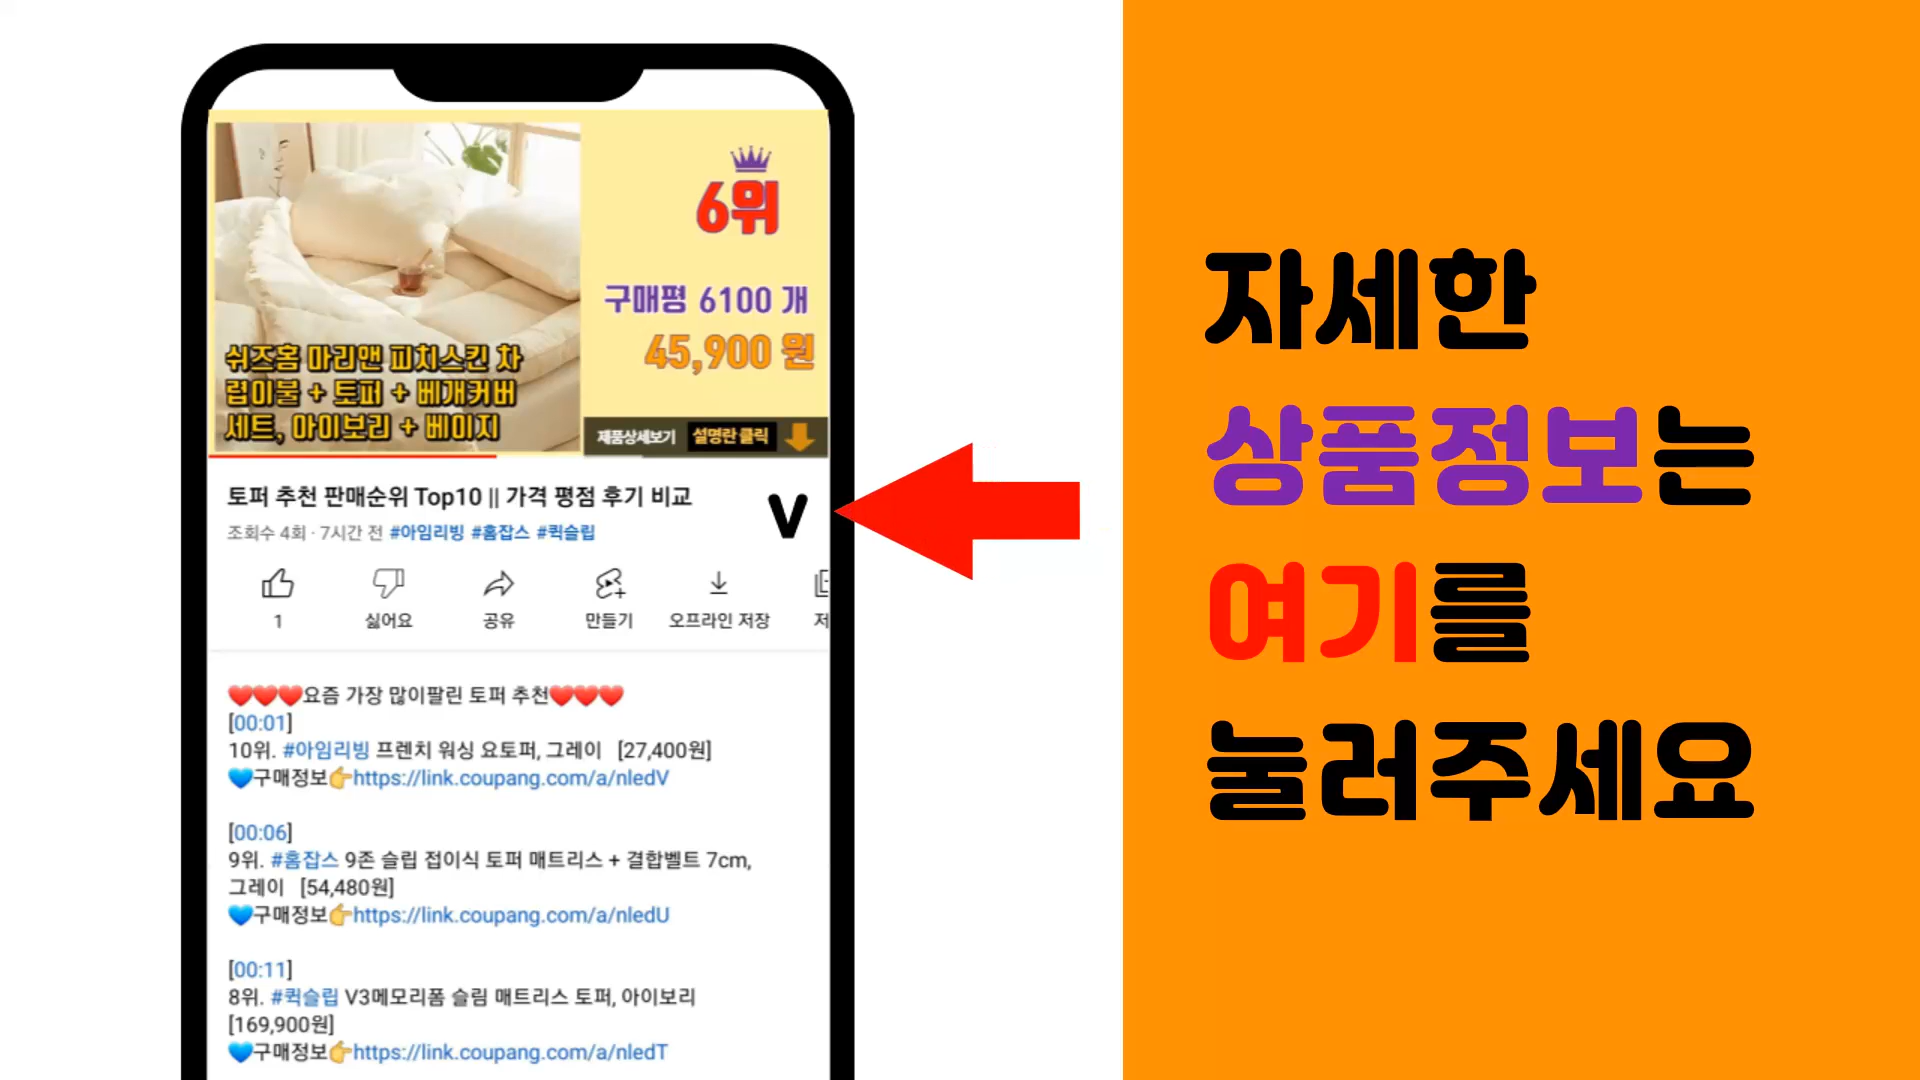 6위
구매평 6100 개
45,900 원
쉬즈홈 마리앤 피치스킨 차
렵이불 + 토퍼 + 베개커버
세트, 아이보리 + 베이지
제품상세보기 설명란 클릭
토퍼 추천 판매순위 Top10 || 가격 평점 후기 비교
V
조회수 4회 · 7시간 전 #아임리빙 #홈잡스 #퀵슬립
1 싫어요 공유 만들기 오프라인 저장 저
❤️❤️❤️요즘 가장 많이팔린 토퍼 추천❤️❤️❤️
[00:01]
10위. #아임리빙 프렌치 워싱 요토퍼, 그레이 [27,400원]
💙구매정보👉https://link.coupang.com/a/nledV
[00:06]
9위. #홈잡스 9존 슬립 접이식 토퍼 매트리스 + 결합벨트 7cm,
그레이 [54,480원]
💙구매정보👉https://link.coupang.com/a/nledU
[00:11]
8위. #퀵슬립 V3메모리폼 슬림 매트리스 토퍼, 아이보리
[169,900원]
💙구매정보👉https://link.coupang.com/a/nledT
자세한
상품정보는
여기를
눌러주세요